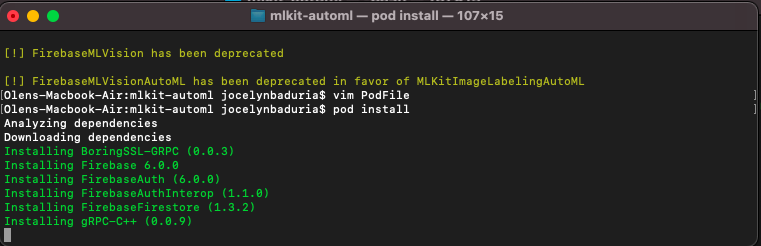 mlkit-automl — pod install — 107×15
[!] FirebaseMLVision has been deprecated
[!] FirebaseMLVisionAutoML has been deprecated in favor of MLKitImageLabelingAutoML
[Olens-Macbook-Air:mlkit-automl jocelynbaduria$ vim PodFile ]
[Olens-Macbook-Air:mlkit-automl jocelynbaduria$ pod install ]
Analyzing dependencies
Downloading dependencies
Installing BoringSSL-GRPC (0.0.3)
Installing Firebase 6.0.0
Installing FirebaseAuth (6.0.0)
Installing FirebaseAuthInterop (1.1.0)
Installing FirebaseFirestore (1.3.2)
Installing gRPC-C++ (0.0.9)